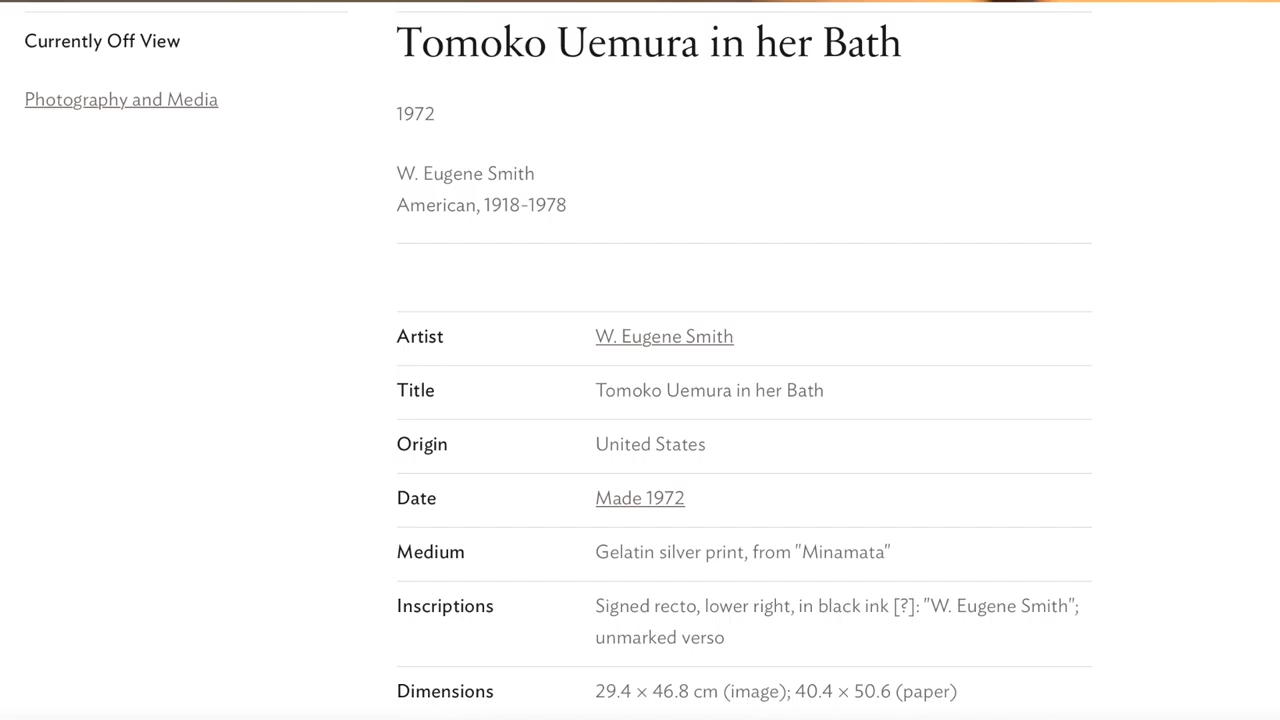 Currently Off View
Photography and Media
Tomoko Uemura in her Bath
1972
W. Eugene Smith
American, 1918-1978
Artist W. Eugene Smith
Title Tomoko Uemura in her Bath
Origin United States
Date Made 1972
Medium Gelatin silver print, from "Minamata"
Inscriptions Signed recto, lower right, in black ink [?]: "W. Eugene Smith";
unmarked verso
Dimensions 29.4 × 46.8 cm (image); 40.4 × 50.6 (paper)